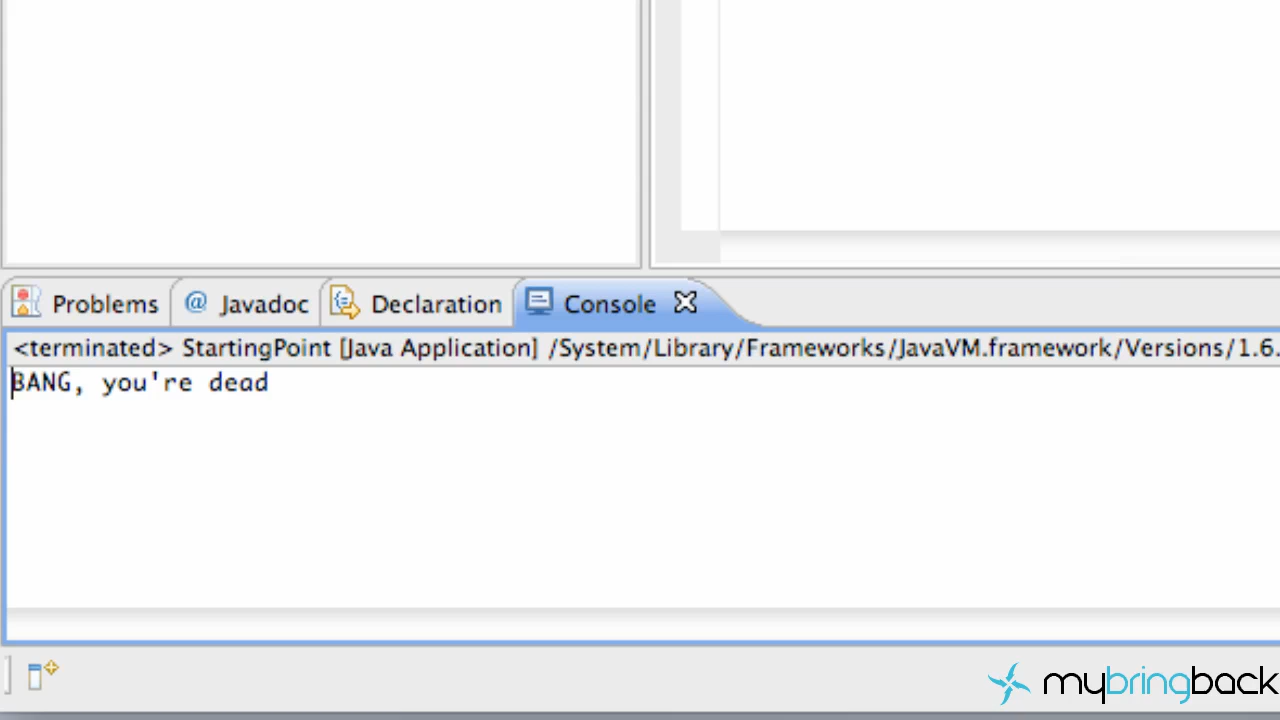 Problems @ Javadoc Declaration Console
<terminated> StartingPoint [Java Application] /System/Library/Frameworks/JavaVM.framework/Versions/1.6.
BANG, you're dead
mybringback